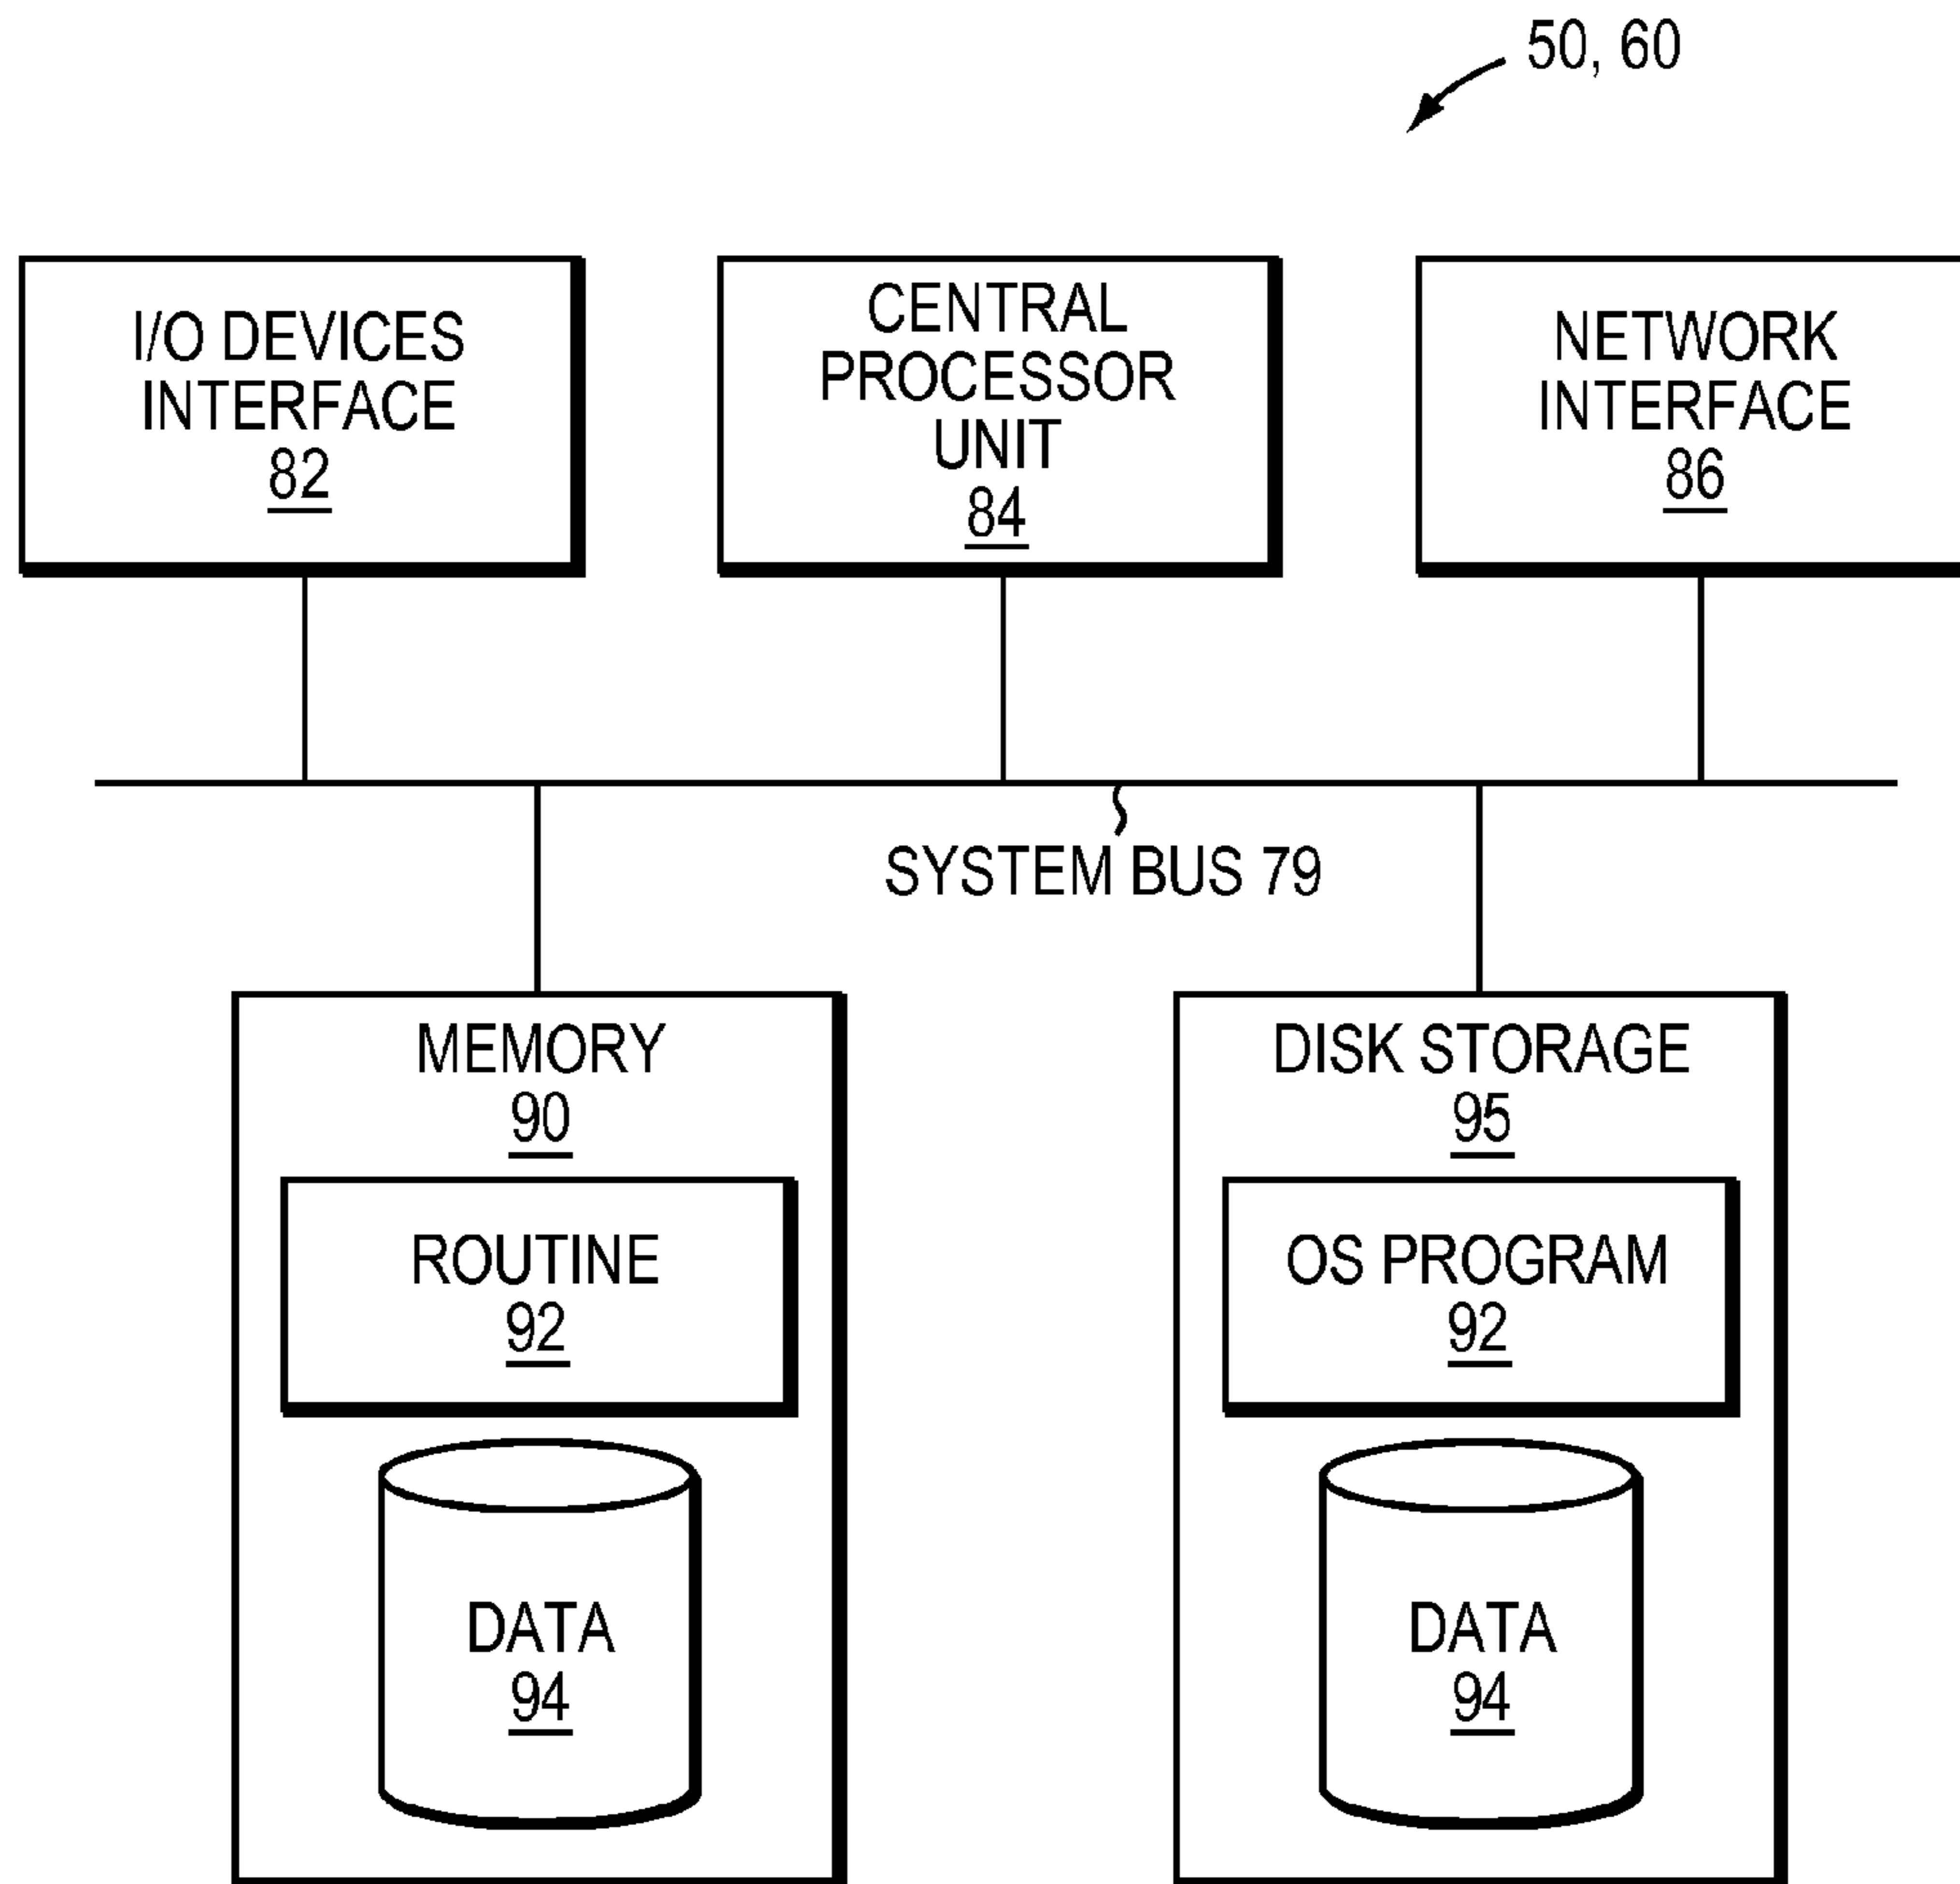 50, 60
I/O DEVICES
INTERFACE
82
CENTRAL
PROCESSOR
UNIT
84
NETWORK
INTERFACE
86
SYSTEM BUS 79
MEMORY
90
ROUTINE
92
DATA
94
DISK STORAGE
95
OS PROGRAM
92
DATA
94